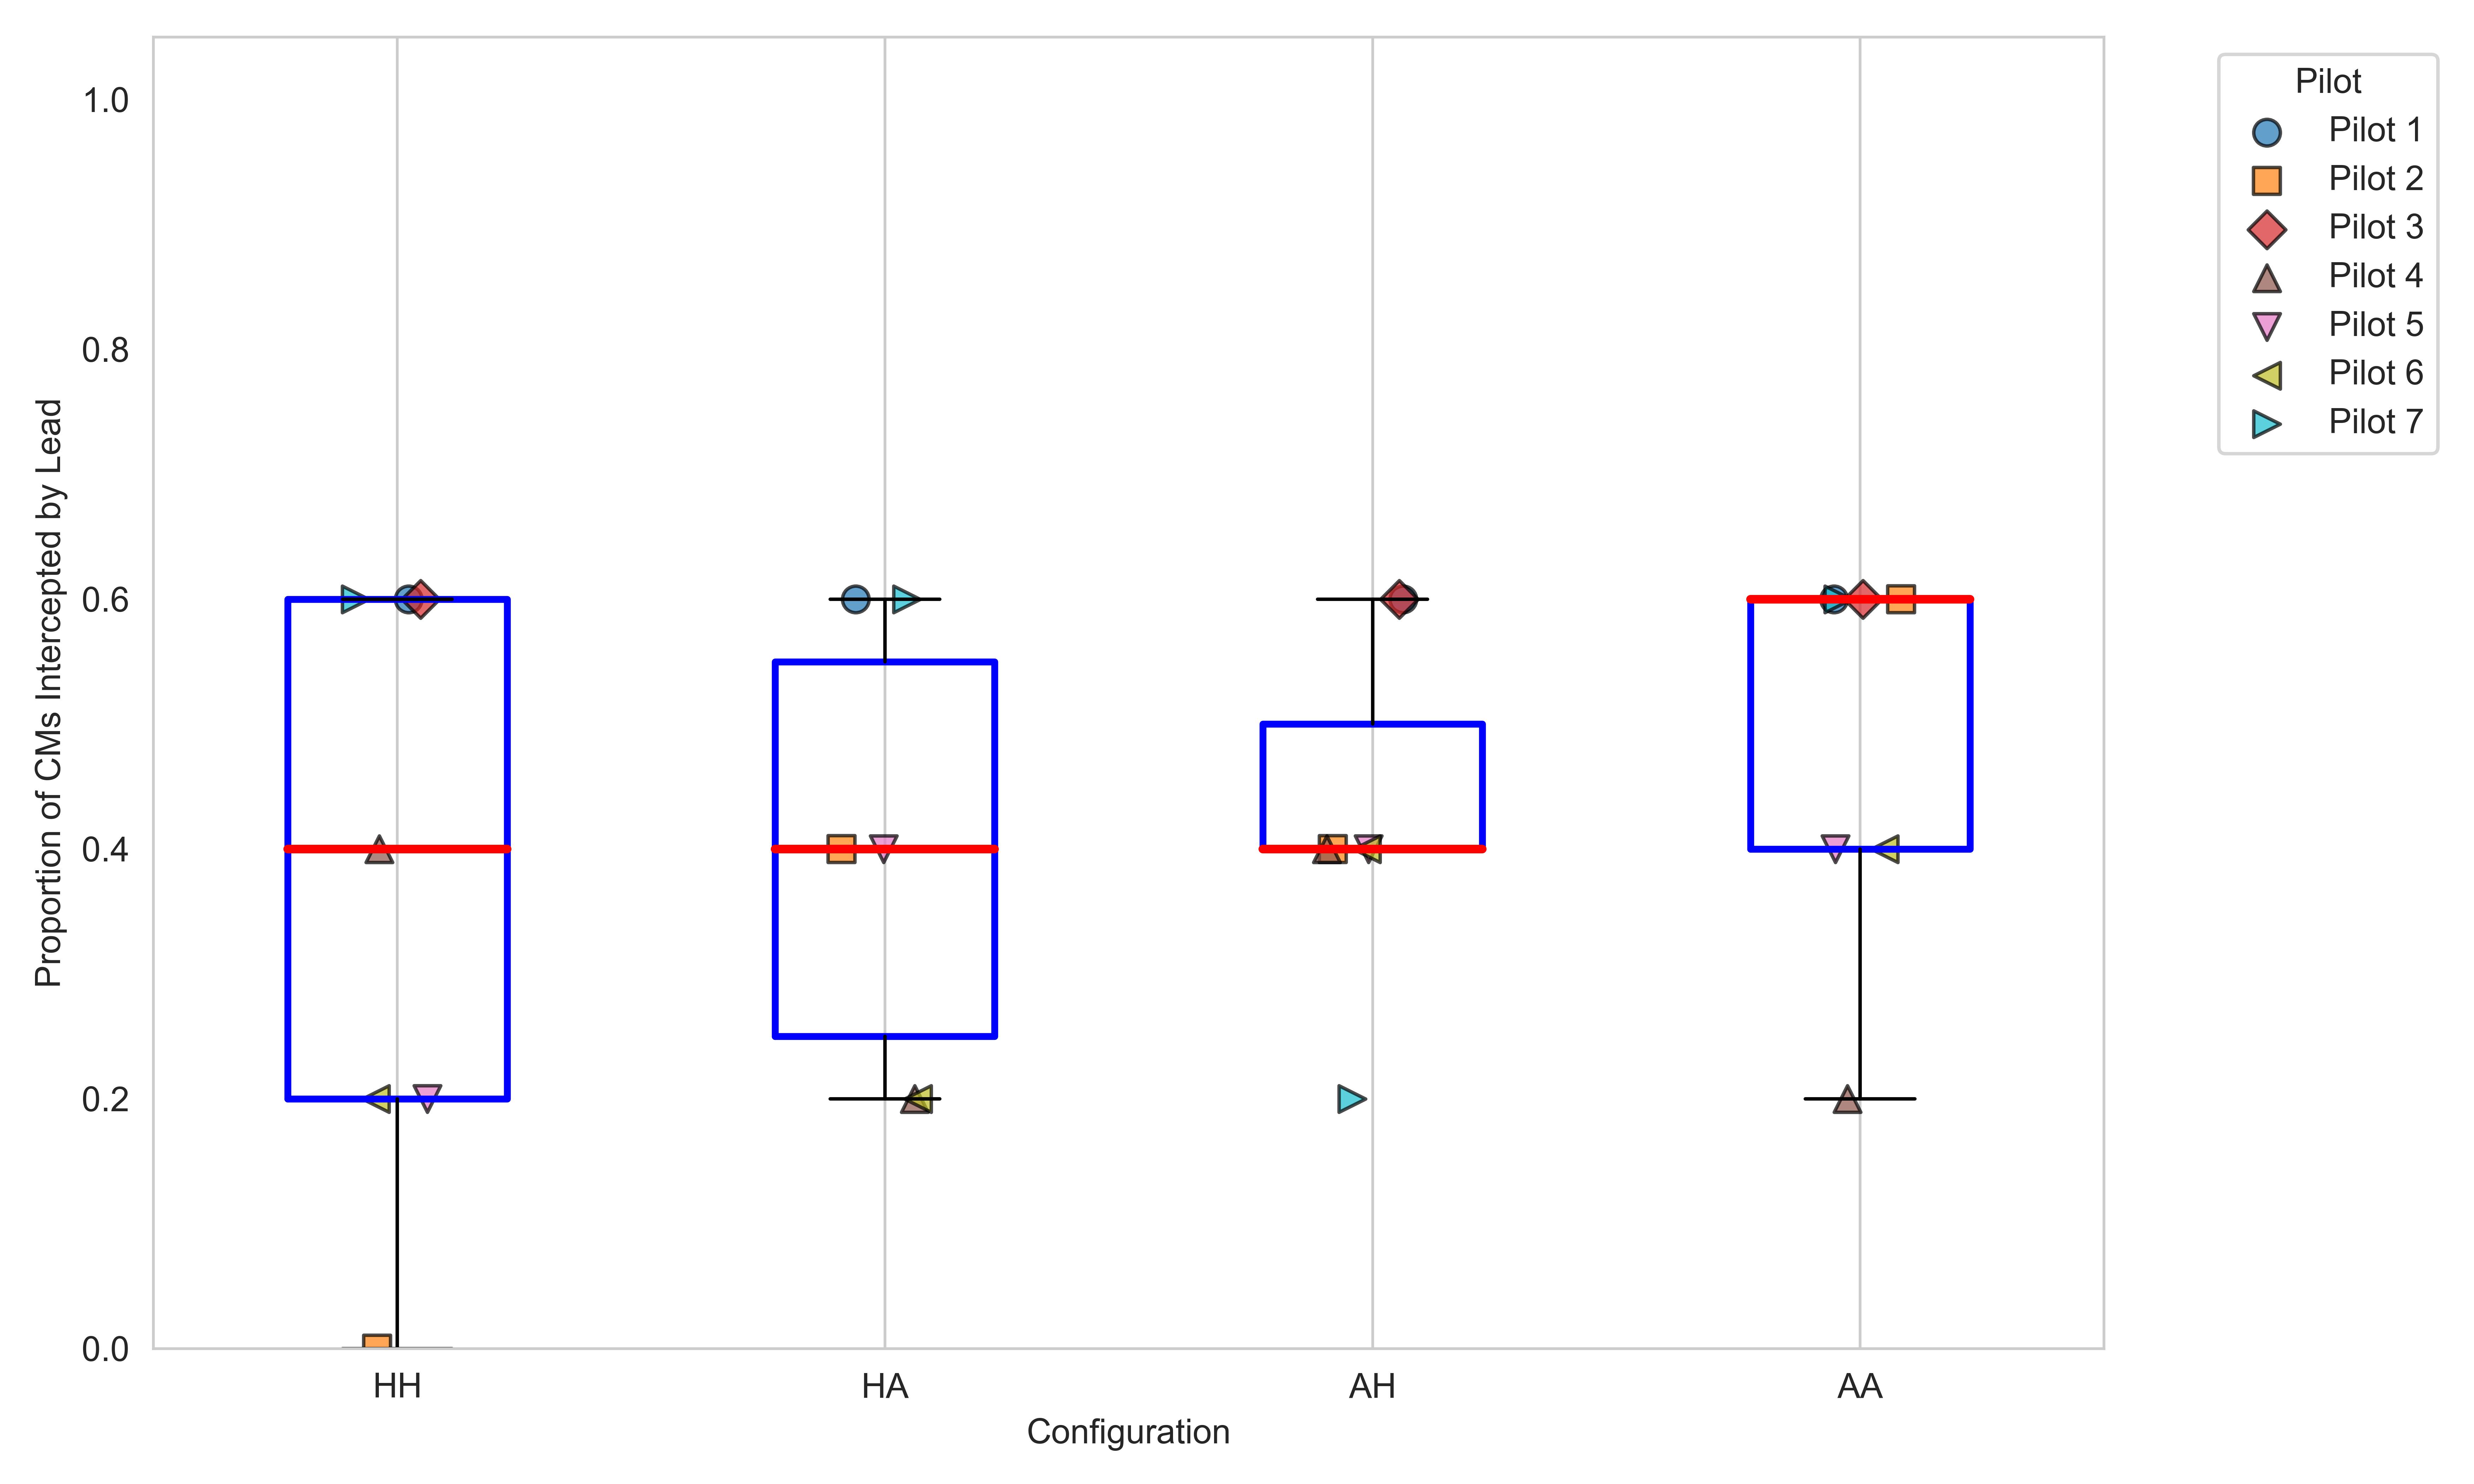 Proportion of CMs Intercepted by Lead
1.0
0.8
0.6
0.4
0.2
0.0
HH
HA
AH
AA
Configuration
Pilot
Pilot 1
Pilot 2
Pilot 3
Pilot 4
Pilot 5
Pilot 6
Pilot 7